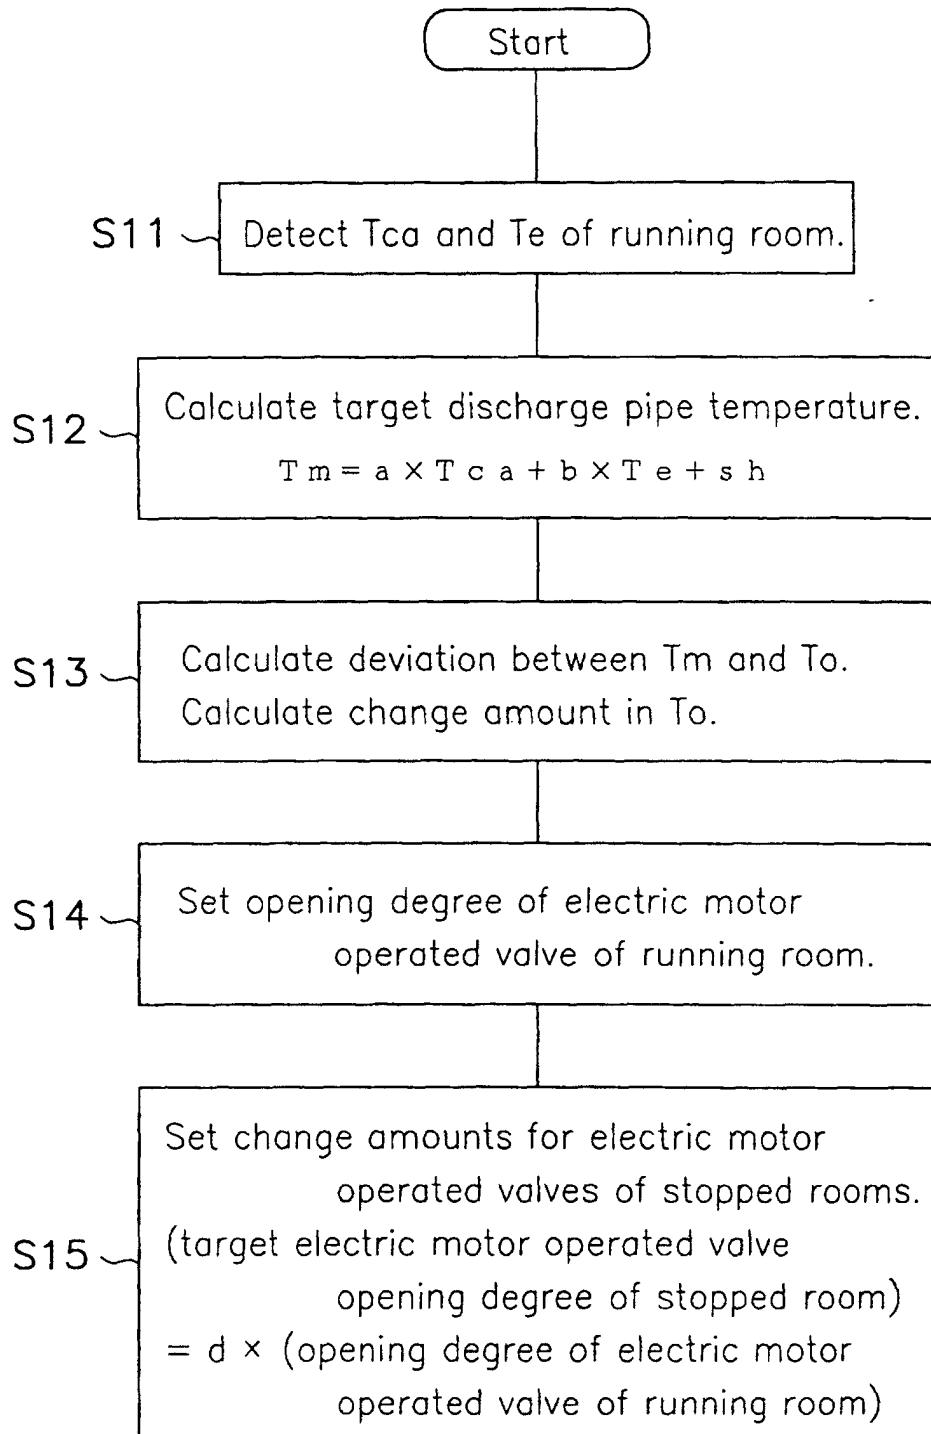 Start
S11
Detect Tca and Te of running room.
S12
Calculate target discharge pipe temperature.
Tm = a × Tca + b × Te + sh
S13
Calculate deviation between Tm and To.
Calculate change amount in To.
S14
Set opening degree of electric motor
operated valve of running room.
S15
Set change amounts for electric motor
operated valves of stopped rooms.
(target electric motor operated valve
opening degree of stopped room)
= d × (opening degree of electric motor
operated valve of running room)